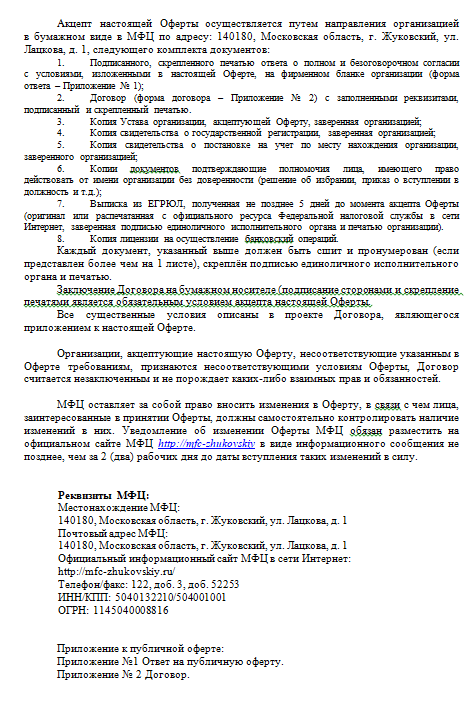 Акцепт настоящей Оферты осуществляется путем направления организацией
в бумажном виде в МФЦ по адресу: 140180, Московская область, г. Жуковский, ул.
Лацкова, д. 1, следующего комплекта документов:
1. Подписанного, скрепленного печатью ответа о полном и безоговорочном согласии
с условиями, изложенными в настоящей Оферте, на фирменном бланке организации (форма
ответа – Приложение № 1);
2. Договор (форма договора – Приложение № 2) с заполненными реквизитами,
подписанный и скрепленный печатью.
3. Копия Устава организации, акцептующей Оферту, заверенная организацией;
4. Копия свидетельства о государственной регистрации, заверенная организацией;
5. Копия свидетельства о постановке на учет по месту нахождения организации,
заверенного организацией;
6. Копии документов, подтверждающие полномочия лица, имеющего право
действовать от имени организации без доверенности (решение об избрании, приказ о вступлении в
должность и т.д.);
7. Выписка из ЕГРЮЛ, полученная не позднее 5 дней до момента акцепта Оферты
(оригинал или распечатанная с официального ресурса Федеральной налоговой службы в сети
Интернет, заверенная подписью единоличного исполнительного органа и печатью организации).
8. Копия лицензии на осуществление банковский операций.
Каждый документ, указанный выше должен быть сшит и пронумерован (если
представлен более чем на 1 листе), скреплён подписью единоличного исполнительного
органа и печатью.
Заключение Договора на бумажном носителе (подписание сторонами и скрепление
печатями является обязательным условием акцепта настоящей Оферты.
Все существенные условия описаны в проекте Договора, являющегося
приложением к настоящей Оферте.
Организации, акцептующие настоящую Оферту, несоответствующие указанным в
Оферте требованиям, признаются несоответствующими условиям Оферты, Договор
считается незаключенным и не порождает каких-либо взаимных прав и обязанностей.
МФЦ оставляет за собой право вносить изменения в Оферту, в связи с чем лица,
заинтересованные в принятии Оферты, должны самостоятельно контролировать наличие
изменений в них. Уведомление об изменении Оферты МФЦ обязан разместить на
официальном сайте МФЦ http://mfc-zhukovskiy в виде информационного сообщения не
позднее, чем за 2 (два) рабочих дня до даты вступления таких изменений в силу.
Реквизиты МФЦ:
Местонахождение МФЦ:
140180, Московская область, г. Жуковский, ул. Лацкова, д. 1
Почтовый адрес МФЦ:
140180, Московская область, г. Жуковский, ул. Лацкова, д. 1
Официальный информационный сайт МФЦ в сети Интернет:
http://mfc-zhukovskiy.ru/
Телефон/факс: 122, доб. 3, доб. 52253
ИНН/КПП: 5040132210/504001001
ОГРН: 1145040008816
Приложение к публичной оферте:
Приложение №1 Ответ на публичную оферту.
Приложение № 2 Договор.